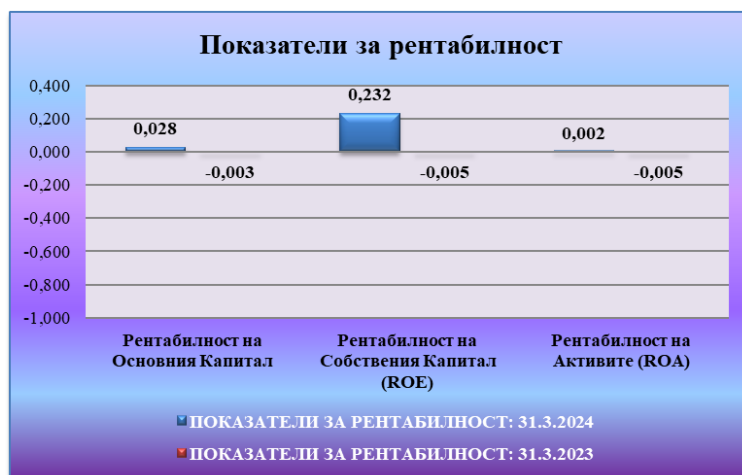 Показатели за рентабилност
0,400
0,200
0,000
-0,200
-0,400
-0,600
-0,800
-1,000
0,028
-0,003
0,232
-0,005
0,002
-0,005
Рентабилност на
Основния Капитал
Рентабилност на
Собствения Капитал
(ROE)
Рентабилност на
Активите (ROA)
ПОКАЗАТЕЛИ ЗА РЕНТАБИЛНОСТ: 31.3.2024
ПОКАЗАТЕЛИ ЗА РЕНТАБИЛНОСТ: 31.3.2023